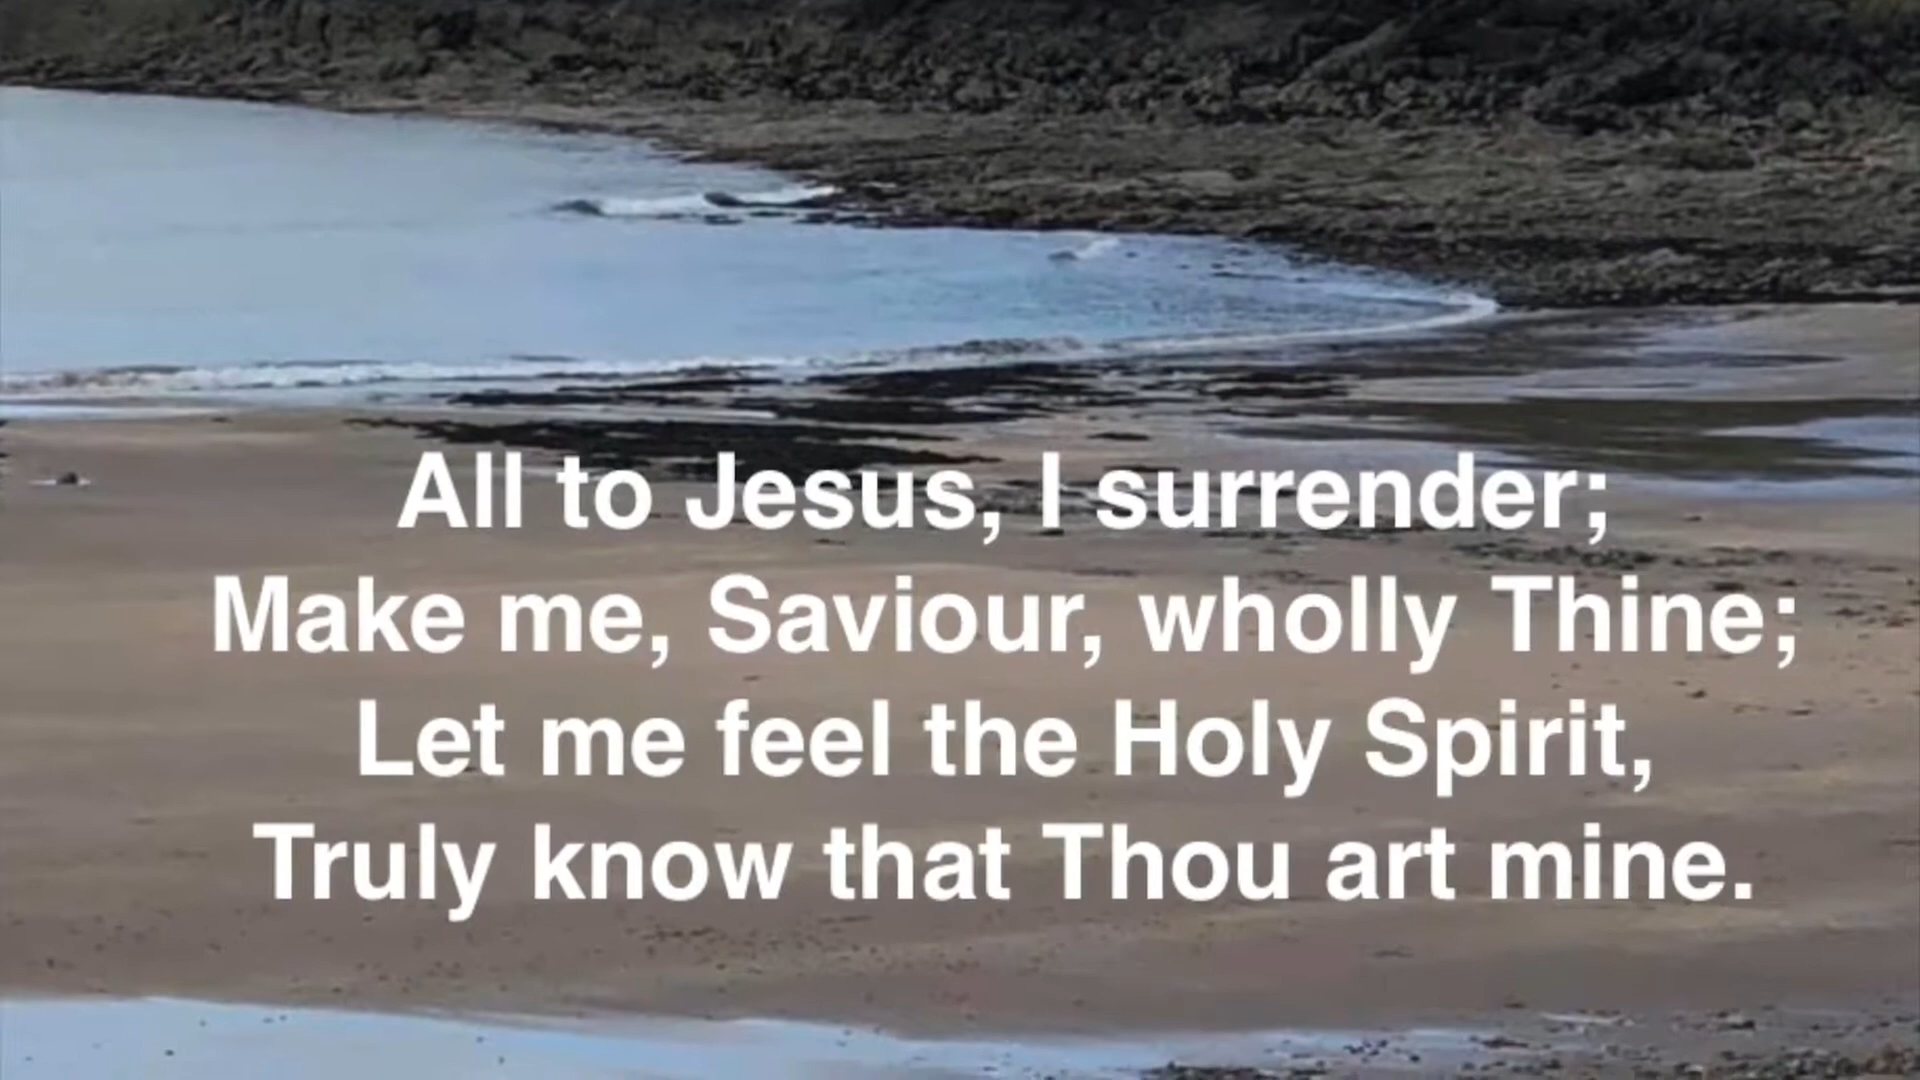 All to Jesus, I surrender;
Make me, Saviour, wholly Thine;
Let me feel the Holy Spirit,
Truly know that Thou art mine.